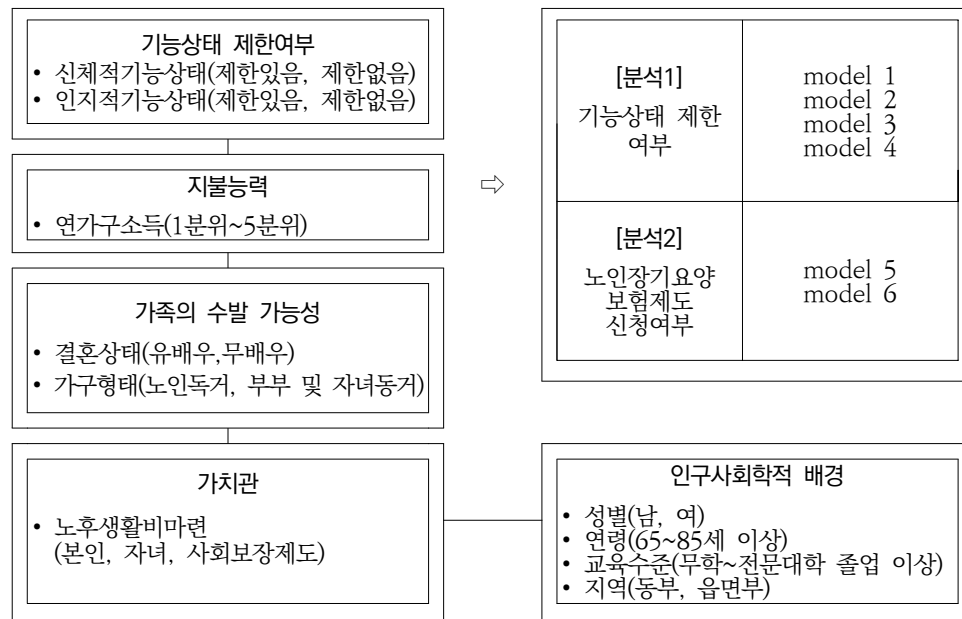 기능상태 제한여부
• 신체적기능상태(제한있음, 제한없음)
• 인지적기능상태(제한있음, 제한없음)
지불능력
• 연가구소득(1분위~5분위)
가족의 수발 가능성
• 결혼상태(유배우,무배우)
• 가구형태(노인독거, 부부 및 자녀동거)
가치관
• 노후생활비마련
(본인, 자녀, 사회보장제도)
⇨
[분석1]
기능상태 제한
여부
model 1
model 2
model 3
model 4
[분석2]
노인장기요양
보험제도
신청여부
model 5
model 6
인구사회학적 배경
• 성별(남, 여)
• 연령(65~85세 이상)
• 교육수준(무학~전문대학 졸업 이상)
• 지역(동부, 읍면부)